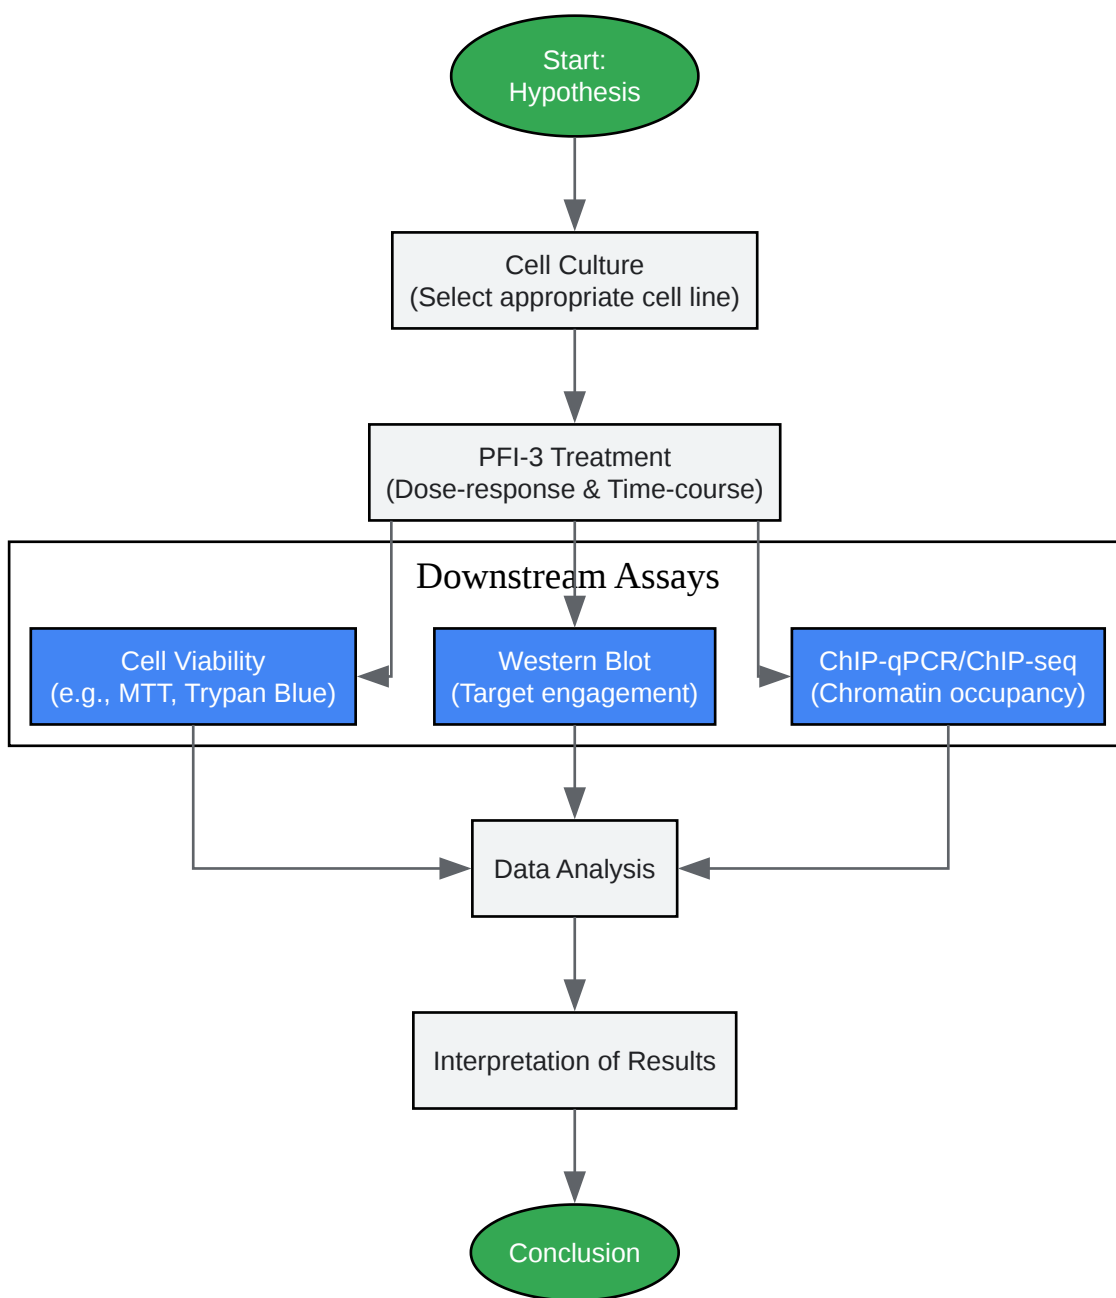 Start:
Hypothesis
Cell Culture
(Select appropriate cell line)
PFI-3 Treatment
(Dose-response & Time-course)
Downstream Assays
Cell Viability
(e.g., MTT, Trypan Blue)
Western Blot
(Target engagement)
ChIP-qPCR/ChIP-seq
(Chromatin occupancy)
Data Analysis
Interpretation of Results
Conclusion